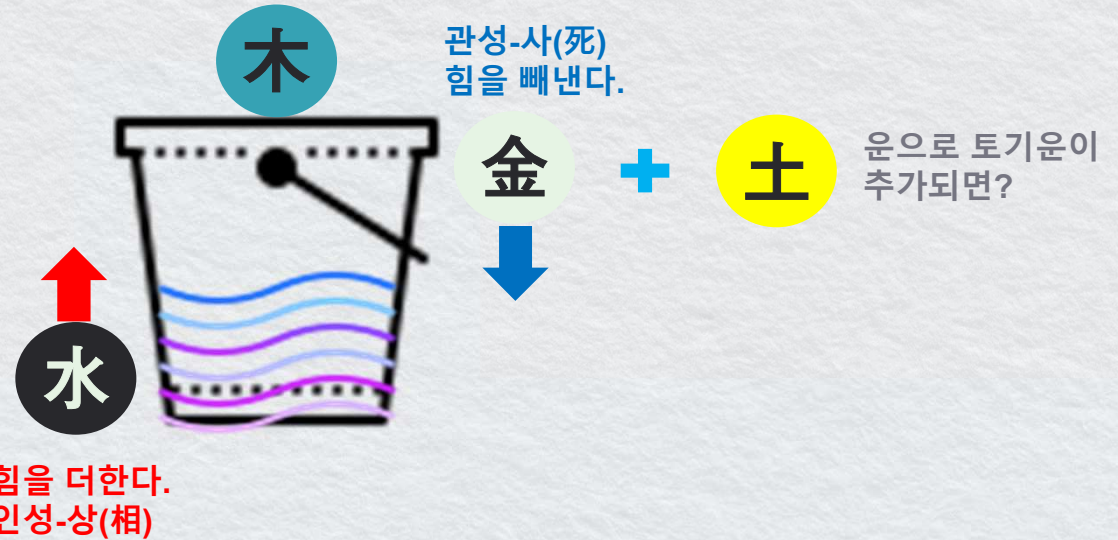 木
관성-사(死)
힘을 빼낸다.
金
土
운으로 토기운이
추가되면?
水
힘을 더한다.
인성-상(相)